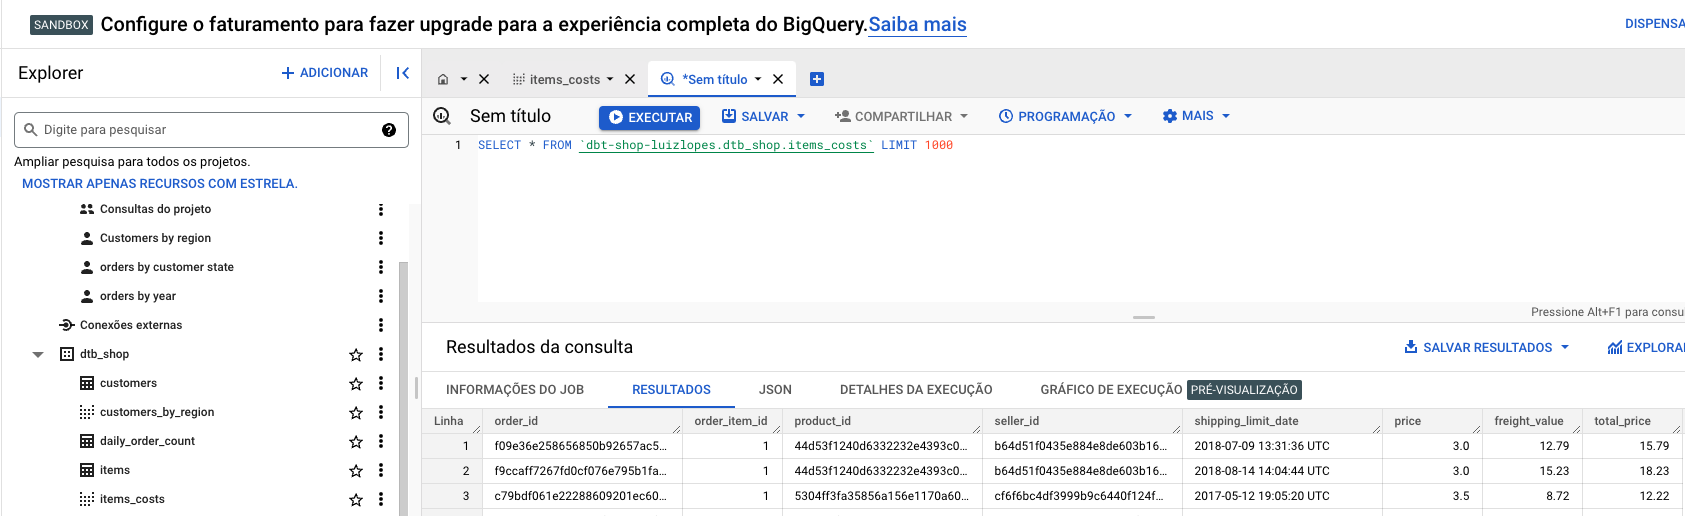 SANDBOX Configure o faturamento para fazer upgrade para a experiência completa do BigQuery. Saiba mais DISPENSA
Explorer ADICIONAR
Digite para pesquisar
Ampliar pesquisa para todos os projetos.
MOSTRAR APENAS RECURSOS COM ESTRELA.
Consultas do projeto
Customers by region
orders by customer state
orders by year
Conexões externas
dtb_shop
customers
customers_by_region
daily_order_count
items
items_costs
items_costs *Sem título
Sem título EXECUTAR SALVAR COMPARTILHAR PROGRAMAÇÃO MAIS
1 SELECT * FROM `dbt-shop-luizlopes.dtb_shop.items_costs` LIMIT 1000
Pressione Alt+F1 para consu
Resultados da consulta SALVAR RESULTADOS EXPLORA
INFORMAÇÕES DO JOB RESULTADOS JSON DETALHES DA EXECUÇÃO GRÁFICO DE EXECUÇÃO PRÉ-VISUALIZAÇÃO
Linha order_id order_item_id product_id seller_id shipping_limit_date price freight_value total_price
1 f09e36e258656850b92657ac5... 1 44d53f1240d6332232e4393c0... b64d51f0435e884e8de603b16... 2018-07-09 13:31:36 UTC 3.0 12.79 15.79
2 f9ccaff7267fd0cf076e795b1fa... 1 44d53f1240d6332232e4393c0... b64d51f0435e884e8de603b16... 2018-08-14 14:04:44 UTC 3.0 15.23 18.23
3 c79bdf061e22288609201ec60... 1 5304ff3fa35856a156e1170a60... cf6f6bc4df3999b9c6440f124f... 2017-05-12 19:05:20 UTC 3.5 8.72 12.22